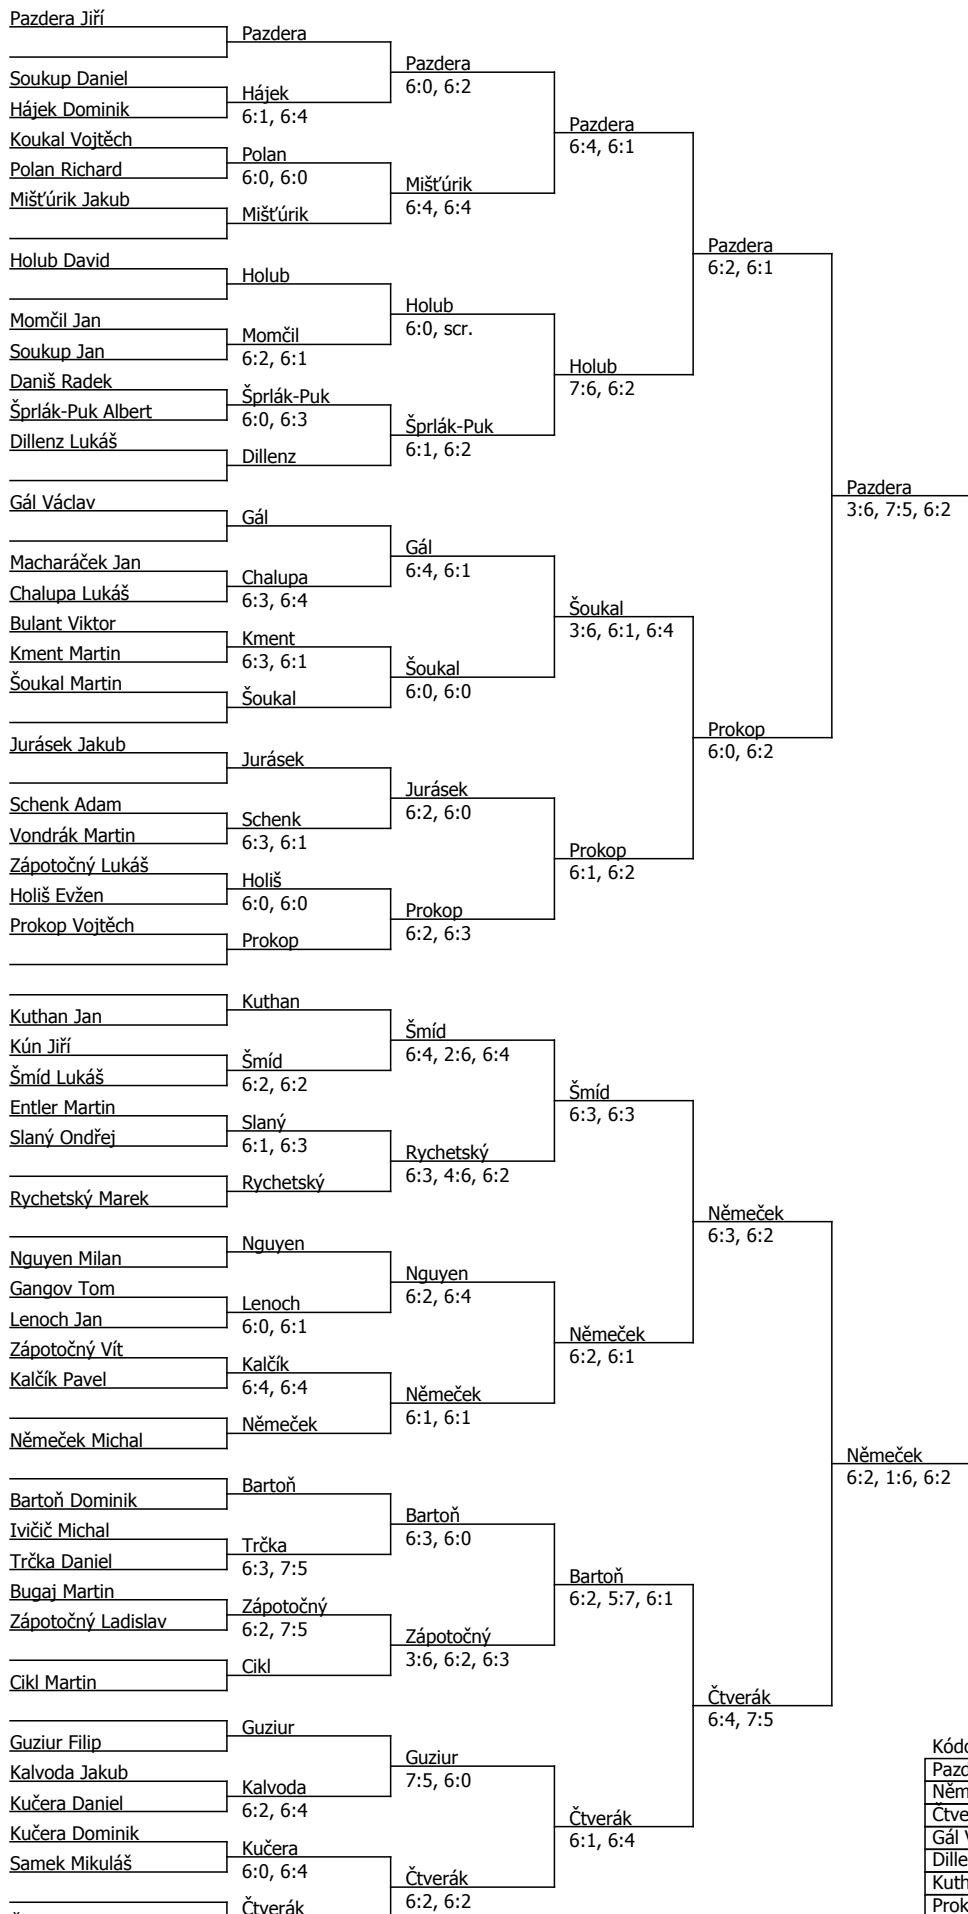 Pazdera Jiří
Soukup Daniel
Hájek Dominik
Koukal Vojtěch
Polan Richard
Mišťúrik Jakub
Holub David
Momčil Jan
Soukup Jan
Daniš Radek
Šprlák-Puk Albert
Dillenz Lukáš
Gál Václav
Macharáček Jan
Chalupa Lukáš
Bulant Viktor
Kment Martin
Šoukal Martin
Jurásek Jakub
Schenk Adam
Vondrák Martin
Zápotočný Lukáš
Holiš Evžen
Prokop Vojtěch
Kuthan Jan
Kún Jiří
Šmíd Lukáš
Entler Martin
Slaný Ondřej
Rychetský Marek
Nguyen Milan
Gangov Tom
Lenoch Jan
Zápotočný Vít
Kalčík Pavel
Němeček Michal
Bartoň Dominik
Ivičič Michal
Trčka Daniel
Bugaj Martin
Zápotočný Ladislav
Cikl Martin
Guziur Filip
Kalvoda Jakub
Kučera Daniel
Kučera Dominik
Samek Mikuláš
Pazdera
Hájek
6:1, 6:4
Polan
6:0, 6:0
Mišťúrik
Holub
Momčil
6:2, 6:1
Šprlák-Puk
6:0, 6:3
Dillenz
Gál
Chalupa
6:3, 6:4
Kment
6:3, 6:1
Šoukal
Jurásek
Schenk
6:3, 6:1
Holiš
6:0, 6:0
Prokop
Kuthan
Šmíd
6:2, 6:2
Slaný
6:1, 6:3
Rychetský
Nguyen
Lenoch
6:0, 6:1
Kalčík
6:4, 6:4
Němeček
Bartoň
Trčka
6:3, 7:5
Zápotočný
6:2, 7:5
Cikl
Guziur
Kalvoda
6:2, 6:4
Kučera
6:0, 6:4
Čtverák
Pazdera
6:0, 6:2
Mišťúrik
6:4, 6:4
Holub
6:0, scr.
Šprlák-Puk
6:1, 6:2
Gál
6:4, 6:1
Šoukal
6:0, 6:0
Jurásek
6:2, 6:0
Prokop
6:2, 6:3
Šmíd
6:4, 2:6, 6:4
Rychetský
6:3, 4:6, 6:2
Nguyen
6:2, 6:4
Němeček
6:1, 6:1
Bartoň
6:3, 6:0
Zápotočný
3:6, 6:2, 6:3
Guziur
7:5, 6:0
Čtverák
6:2, 6:2
Pazdera
6:4, 6:1
Holub
7:6, 6:2
Šoukal
3:6, 6:1, 6:4
Prokop
6:1, 6:2
Šmíd
6:3, 6:3
Němeček
6:2, 6:1
Bartoň
6:2, 5:7, 6:1
Čtverák
6:1, 6:4
Pazdera
6:2, 6:1
Prokop
6:0, 6:2
Němeček
6:3, 6:2
Čtverák
6:4, 7:5
Pazdera
3:6, 7:5, 6:2
Němeček
6:2, 1:6, 6:2
Gál